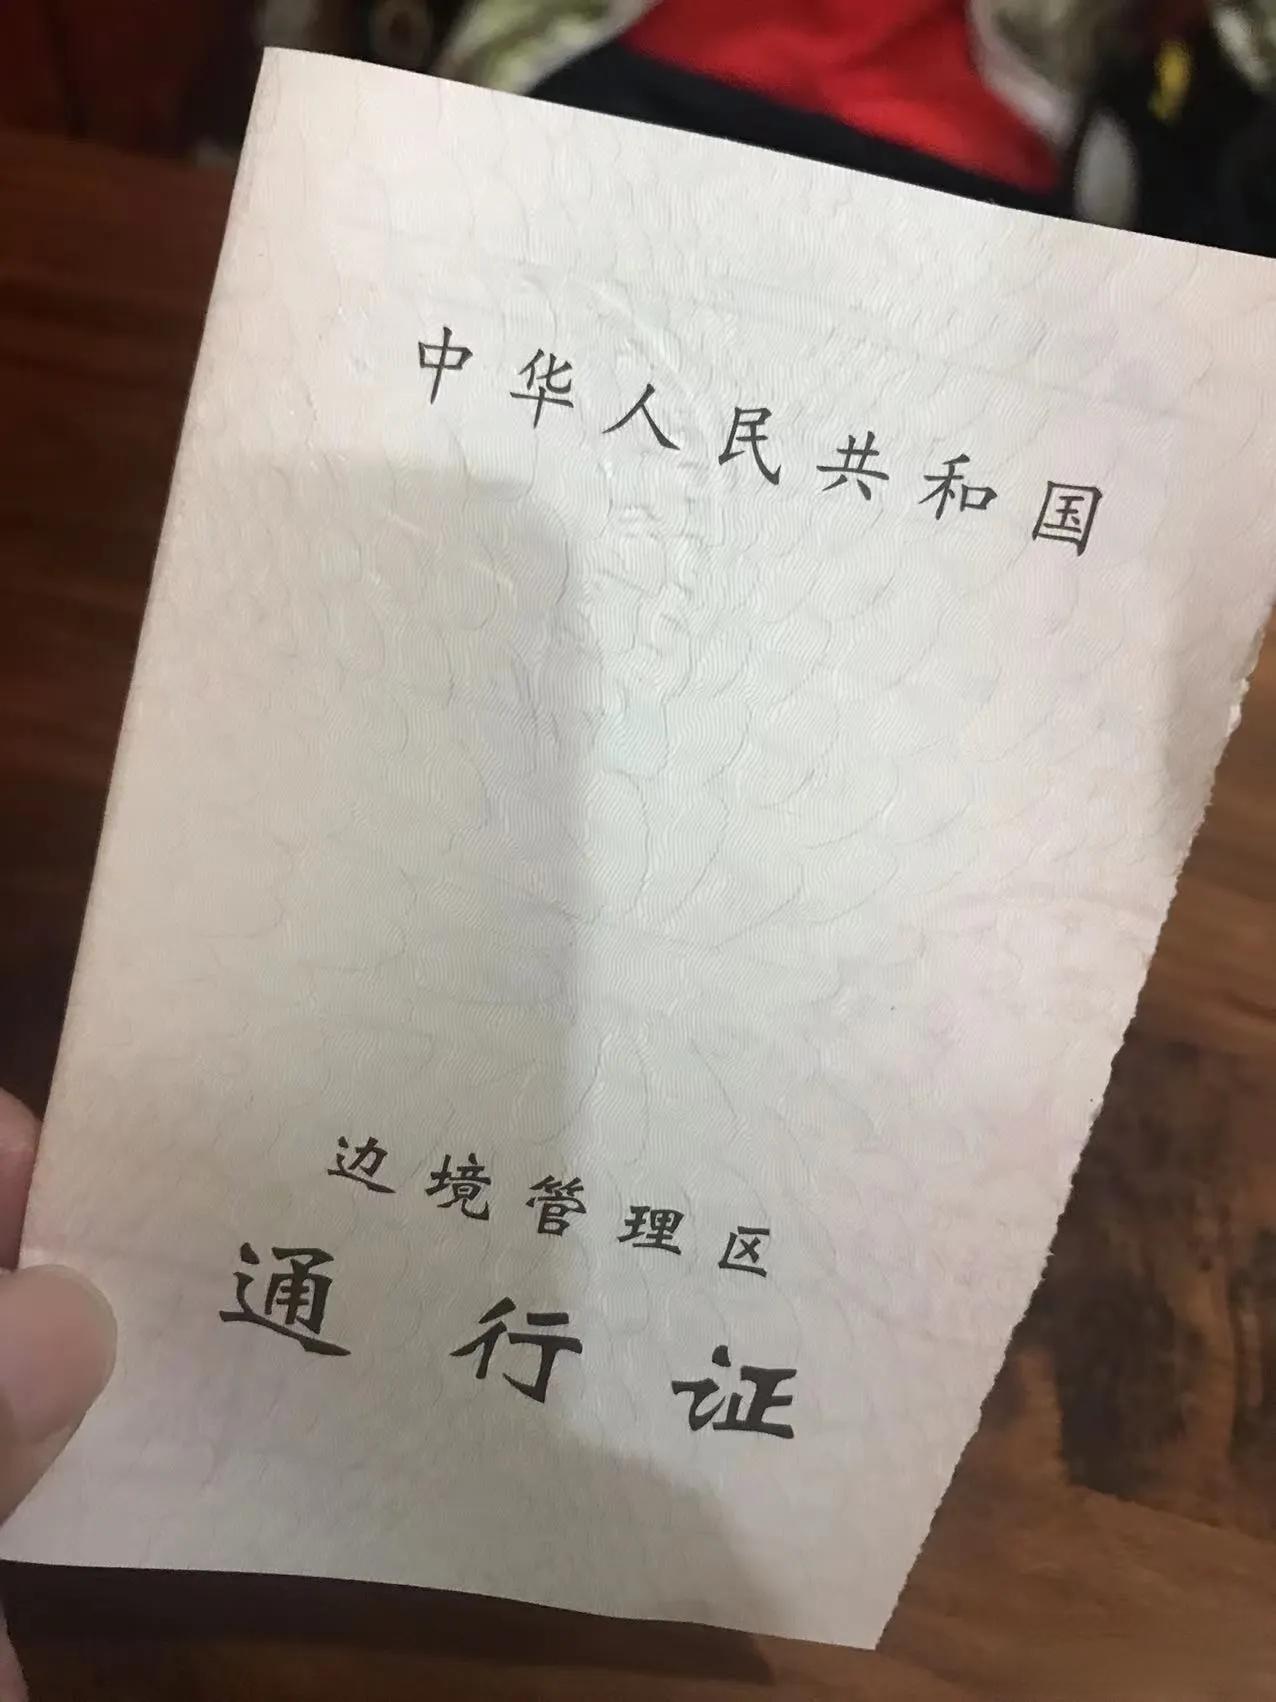 中华人民共和国
边境管理区
通行证